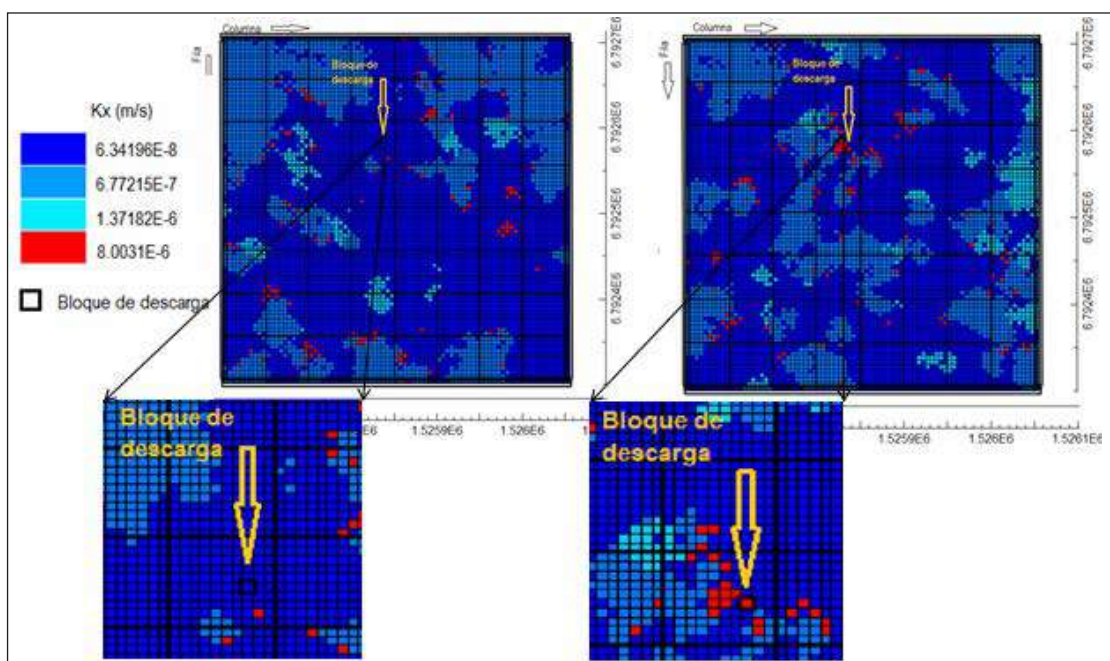 Columna
Fila
Bloque de
descarga
6.7927E6
6.7926E6
6.7925E6
6.7924E6
Columna
Fila
Bloque de
descarga
6.7927E6
6.7926E6
6.7925E6
6.7924E6
Kx (m/s)
6.34196E-8
6.77215E-7
1.37182E-6
8.0031E-6
Bloque de descarga
Bloque de
descarga
E6
1.5259E6
1.526E6
Bloque de
descarga
1.5259E6
1.526E6
1.5261E6